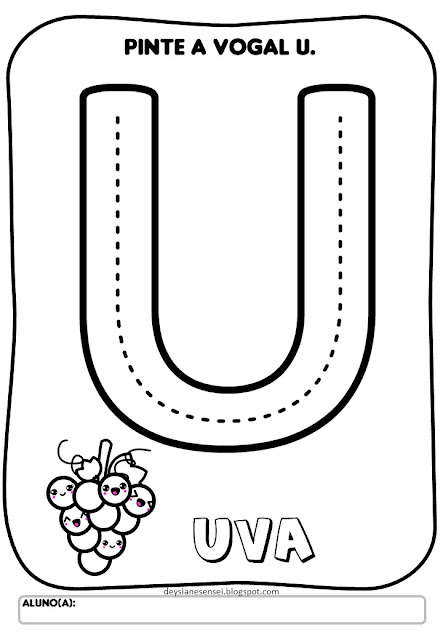 PINTE A VOGAL U.
U
UVA
deysianesensei.blogspot.com
ALUNO(A):